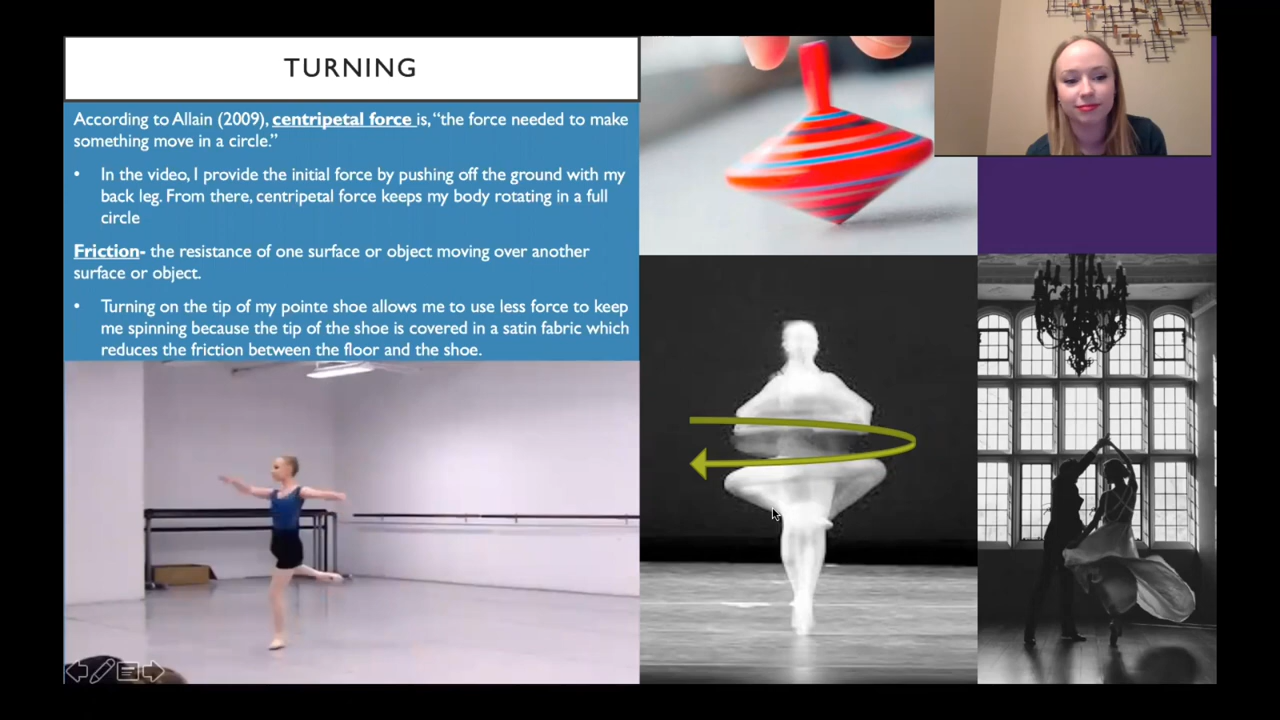 TURNING
According to Allain (2009), centripetal force is, “the force needed to make
something move in a circle.”
• In the video, I provide the initial force by pushing off the ground with my
back leg. From there, centripetal force keeps my body rotating in a full
circle
Friction- the resistance of one surface or object moving over another
surface or object.
• Turning on the tip of my pointe shoe allows me to use less force to keep
me spinning because the tip of the shoe is covered in a satin fabric which
reduces the friction between the floor and the shoe.